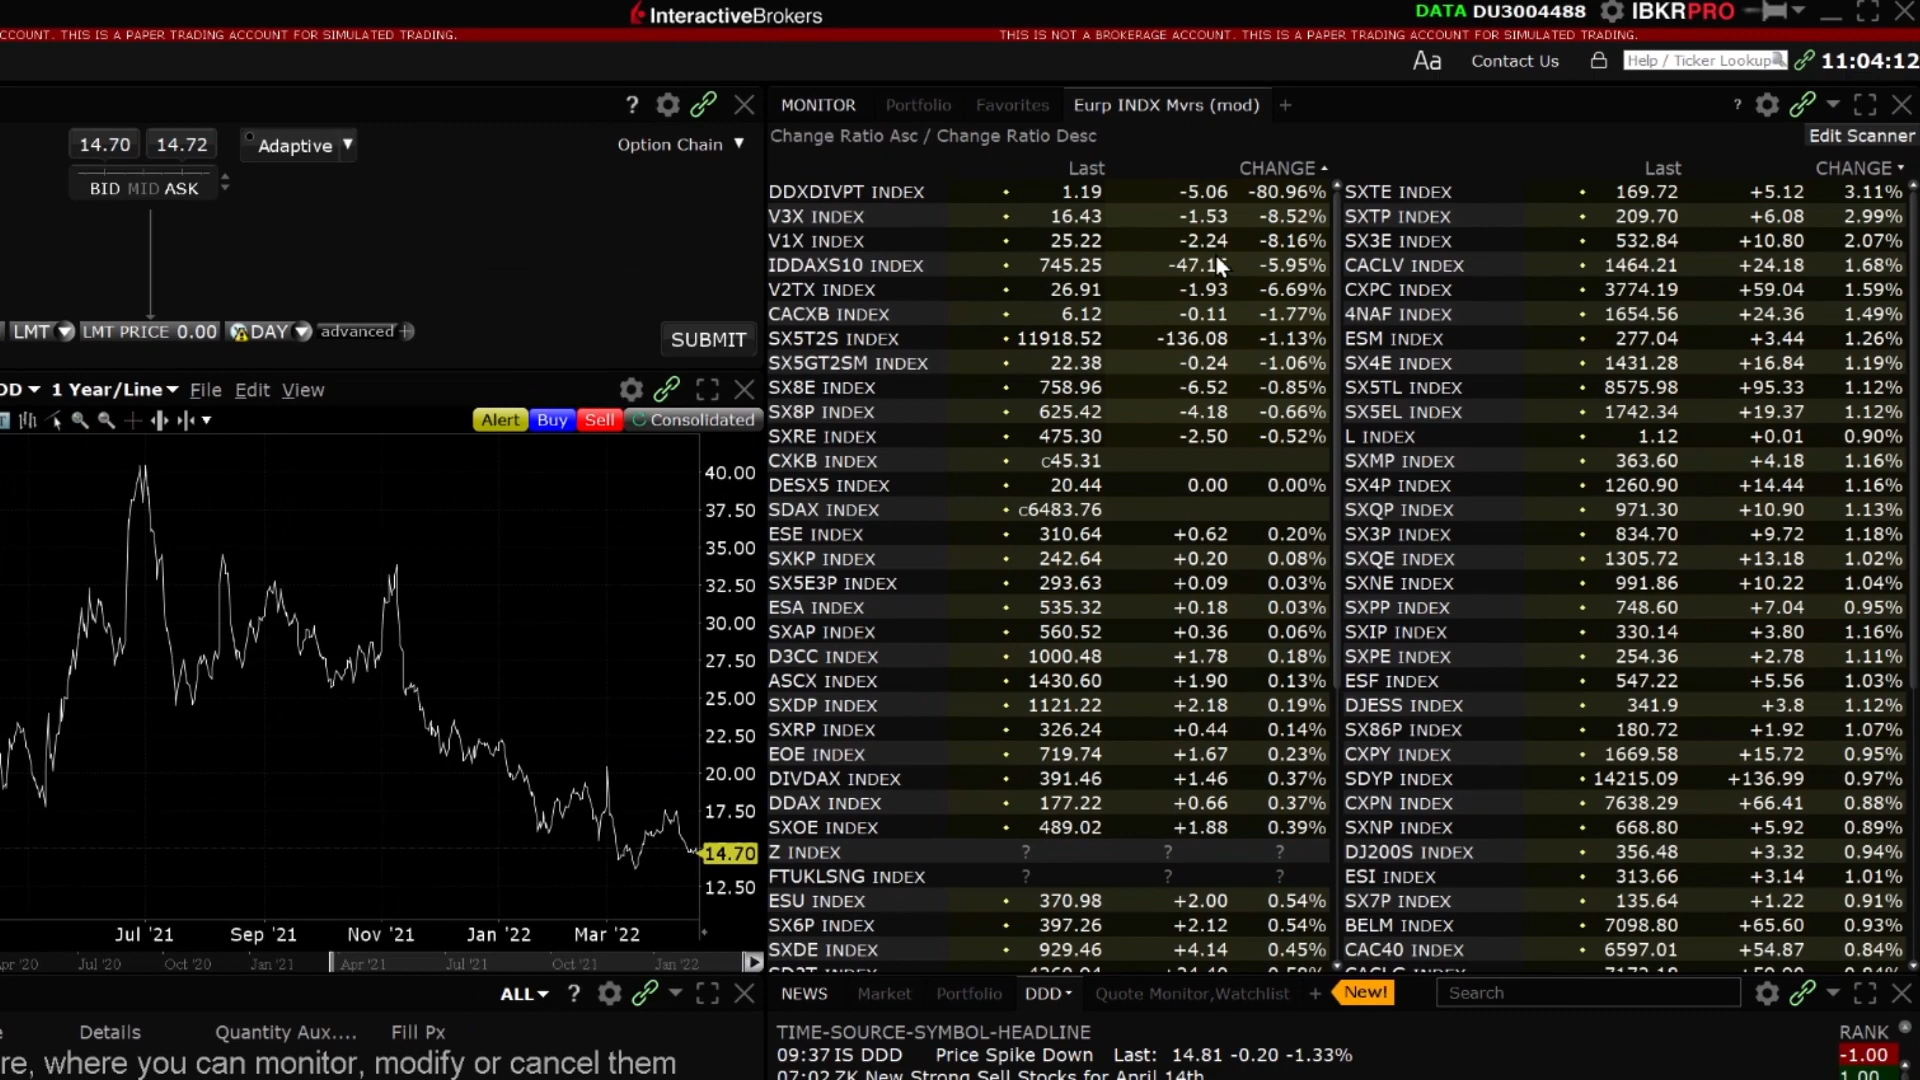 InteractiveBrokers
DATA DU3004488 IBKRPRO
CCOUNT. THIS IS A PAPER TRADING ACCOUNT FOR SIMULATED TRADING.
THIS IS NOT A BROKERAGE ACCOUNT. THIS IS A PAPER TRADING ACCOUNT FOR SIMULATED TRADING.
Aa Contact Us Help / Ticker Lookup 11:04:12
?
14.70 14.72 Adaptive Option Chain
BID MID ASK
LMT LMT PRICE 0.00 DAY advanced +
SUBMIT
DD 1 Year/Line File Edit View
Alert Buy Sell Consolidated
40.00
37.50
35.00
32.50
30.00
27.50
25.00
22.50
20.00
17.50
14.70
12.50
Jul '21 Sep '21 Nov '21 Jan '22 Mar '22
pr '20 Jul '20 Oct '20 Jan '21 Apr '21 Jul '21 Oct '21 Jan '22
ALL ?
Details Quantity Aux.... Fill Px
re, where you can monitor, modify or cancel them
MONITOR Portfolio Favorites Eurp INDX Mvrs (mod) + ?
Change Ratio Asc / Change Ratio Desc Edit Scanner
Last CHANGE Last CHANGE
DDXDIVPT INDEX 1.19 -5.06 -80.96% SXTE INDEX 169.72 +5.12 3.11%
V3X INDEX 16.43 -1.53 -8.52% SXTP INDEX 209.70 +6.08 2.99%
V1X INDEX 25.22 -2.24 -8.16% SX3E INDEX 532.84 +10.80 2.07%
IDDAXS10 INDEX 745.25 -5.95% CACLV INDEX 1464.21 +24.18 1.68%
V2TX INDEX 26.91 -1.93 -6.69% CXPC INDEX 3774.19 +59.04 1.59%
CACXB INDEX 6.12 -0.11 -1.77% 4NAF INDEX 1654.56 +24.36 1.49%
SX5T2S INDEX 11918.52 -136.08 -1.13% ESM INDEX 277.04 +3.44 1.26%
SX5GT2SM INDEX 22.38 -0.24 -1.06% SX4E INDEX 1431.28 +16.84 1.19%
SX8E INDEX 758.96 -6.52 -0.85% SX5TL INDEX 8575.98 +95.33 1.12%
SX8P INDEX 625.42 -4.18 -0.66% SX5EL INDEX 1742.34 +19.37 1.12%
SXRE INDEX 475.30 -2.50 -0.52% L INDEX 1.12 +0.01 0.90%
CXKB INDEX c45.31 SXMP INDEX 363.60 +4.18 1.16%
DESX5 INDEX 20.44 0.00 0.00% SX4P INDEX 1260.90 +14.44 1.16%
SDAX INDEX c6483.76 SXQP INDEX 971.30 +10.90 1.13%
ESE INDEX 310.64 +0.62 0.20% SX3P INDEX 834.70 +9.72 1.18%
SXKP INDEX 242.64 +0.20 0.08% SXQE INDEX 1305.72 +13.18 1.02%
SX5E3P INDEX 293.63 +0.09 0.03% SXNE INDEX 991.86 +10.22 1.04%
ESA INDEX 535.32 +0.18 0.03% SXPP INDEX 748.60 +7.04 0.95%
SXAP INDEX 560.52 +0.36 0.06% SXIP INDEX 330.14 +3.80 1.16%
D3CC INDEX 1000.48 +1.78 0.18% SXPE INDEX 254.36 +2.78 1.11%
ASCX INDEX 1430.60 +1.90 0.13% ESF INDEX 547.22 +5.56 1.03%
SXDP INDEX 1121.22 +2.18 0.19% DJESS INDEX 341.9 +3.8 1.12%
SXRP INDEX 326.24 +0.44 0.14% SX86P INDEX 180.72 +1.92 1.07%
EOE INDEX 719.74 +1.67 0.23% CXPY INDEX 1669.58 +15.72 0.95%
DIVDAX INDEX 391.46 +1.46 0.37% SDYP INDEX 14215.09 +136.99 0.97%
DDAX INDEX 177.22 +0.66 0.37% CXPN INDEX 7638.29 +66.41 0.88%
SXOE INDEX 489.02 +1.88 0.39% SXNP INDEX 668.80 +5.92 0.89%
Z INDEX ? ? ? DJ200S INDEX 356.48 +3.32 0.94%
FTUKLSNG INDEX ? ? ? ESI INDEX 313.66 +3.14 1.01%
ESU INDEX 370.98 +2.00 0.54% SX7P INDEX 135.64 +1.22 0.91%
SX6P INDEX 397.26 +2.12 0.54% BELM INDEX 7098.80 +65.60 0.93%
SXDE INDEX 929.46 +4.14 0.45% CAC40 INDEX 6597.01 +54.87 0.84%
NEWS Market Portfolio DDD Quote Monitor,Watchlist + New! Search
TIME-SOURCE-SYMBOL-HEADLINE RANK
09:37 IS DDD Price Spike Down Last: 14.81 -0.20 -1.33% -1.00
07:02 ZK New Strong Sell Stocks for April 14th 1.00